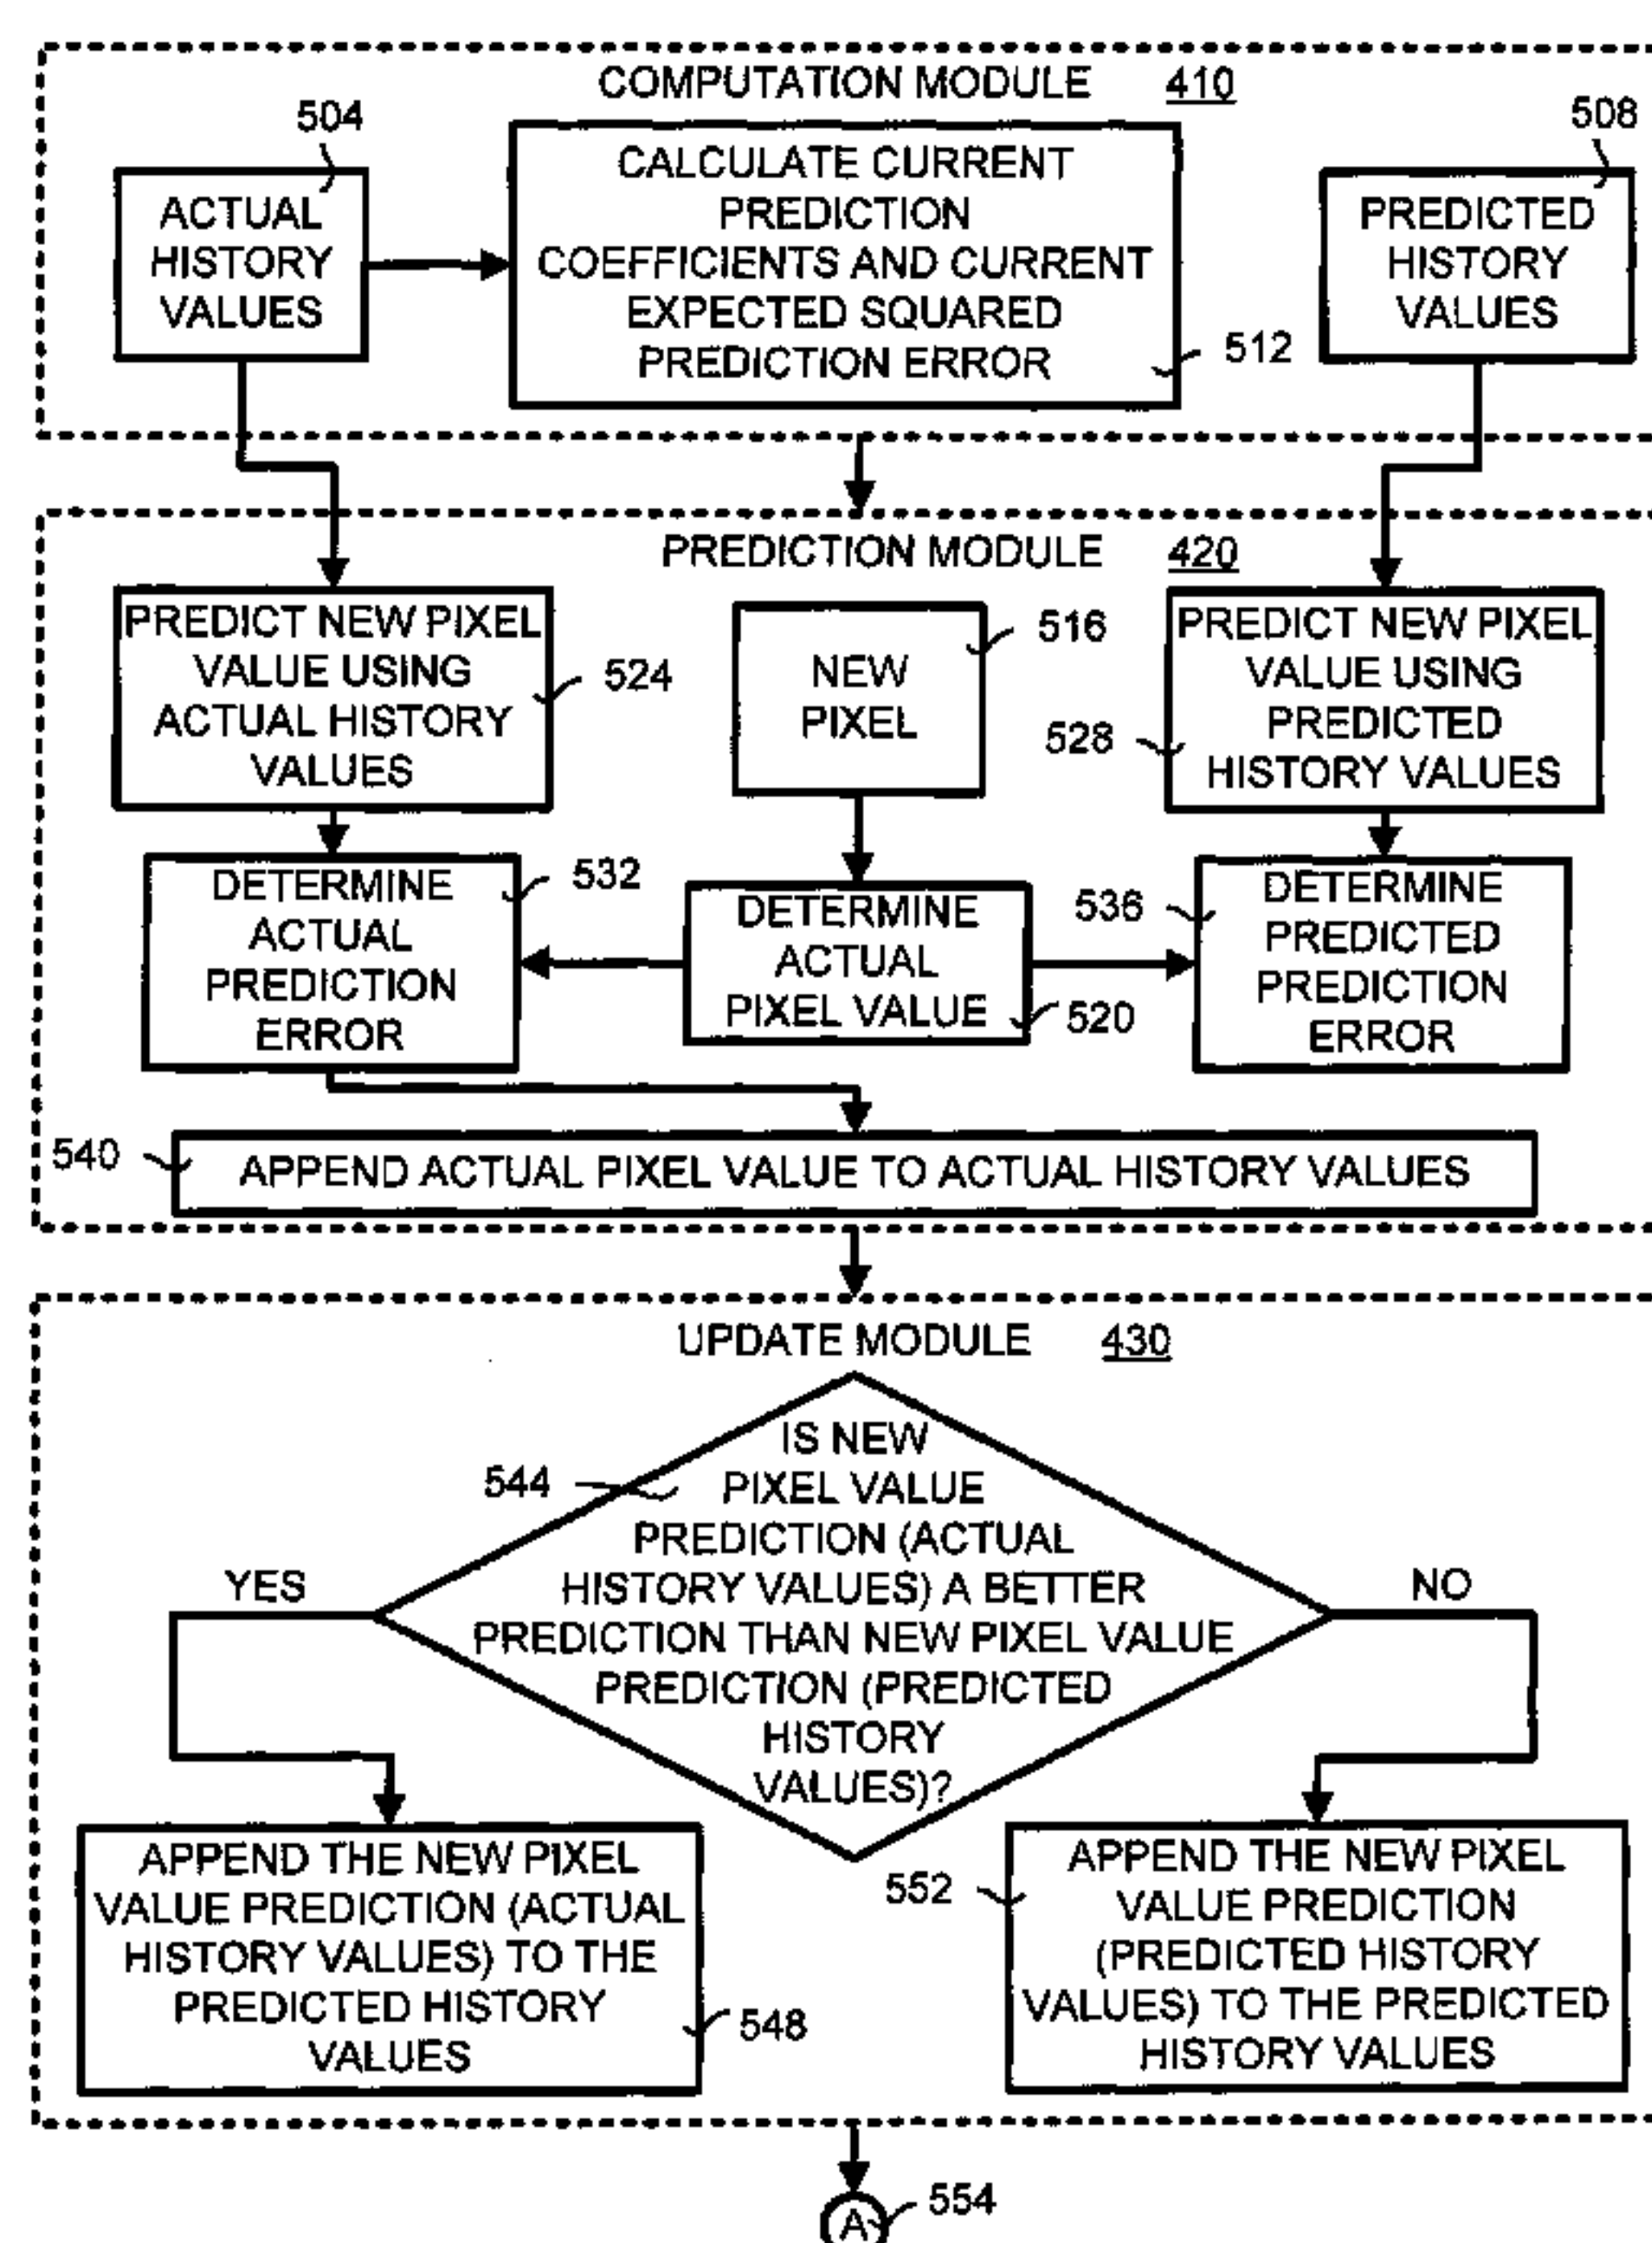 COMPUTATION MODULE 410
504
ACTUAL
HISTORY
VALUES
CALCULATE CURRENT
PREDICTION
COEFFICIENTS AND CURRENT
EXPECTED SQUARED
PREDICTION ERROR
512
508
PREDICTED
HISTORY
VALUES
PREDICTION MODULE 420
PREDICT NEW PIXEL
VALUE USING
ACTUAL HISTORY
VALUES
524
NEW
PIXEL
516
PREDICT NEW PIXEL
VALUE USING
PREDICTED
HISTORY VALUES
528
DETERMINE
ACTUAL
PREDICTION
ERROR
532
DETERMINE
ACTUAL
PIXEL VALUE
520
536
DETERMINE
PREDICTED
PREDICTION
ERROR
540
APPEND ACTUAL PIXEL VALUE TO ACTUAL HISTORY VALUES
UPDATE MODULE 430
544
IS NEW
PIXEL VALUE
PREDICTION (ACTUAL
HISTORY VALUES) A BETTER
PREDICTION THAN NEW PIXEL VALUE
PREDICTION (PREDICTED
HISTORY
VALUES)?
YES
NO
APPEND THE NEW PIXEL
VALUE PREDICTION (ACTUAL
HISTORY VALUES) TO THE
PREDICTED HISTORY
VALUES
548
552
APPEND THE NEW PIXEL
VALUE PREDICTION
(PREDICTED HISTORY
VALUES) TO THE PREDICTED
HISTORY VALUES
A
554